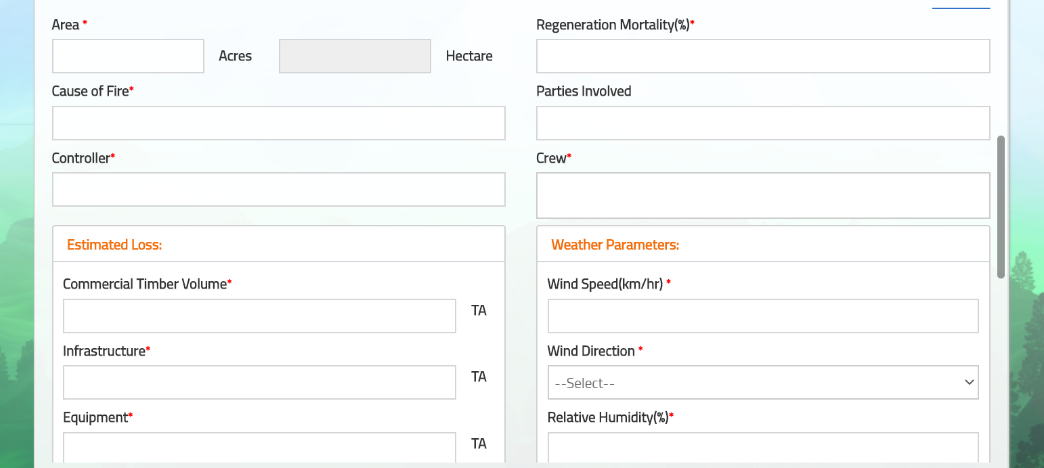 Area *
Acres
Hectare
Regeneration Mortality(%)*
Cause of Fire*
Parties Involved
Controller*
Crew*
Estimated Loss:
Commercial Timber Volume*
TA
Infrastructure*
TA
Equipment*
TA
Weather Parameters:
Wind Speed(km/hr) *
Wind Direction *
--Select--
Relative Humidity(%)*